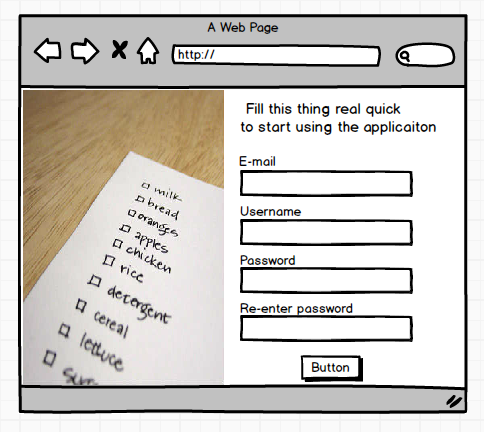 A Web Page
http://
milk
bread
oranges
apples
chicken
rice
detergent
cereal
lettuce
Fill this thing real quick
to start using the applicaiton
E-mail
Username
Password
Re-enter password
Button